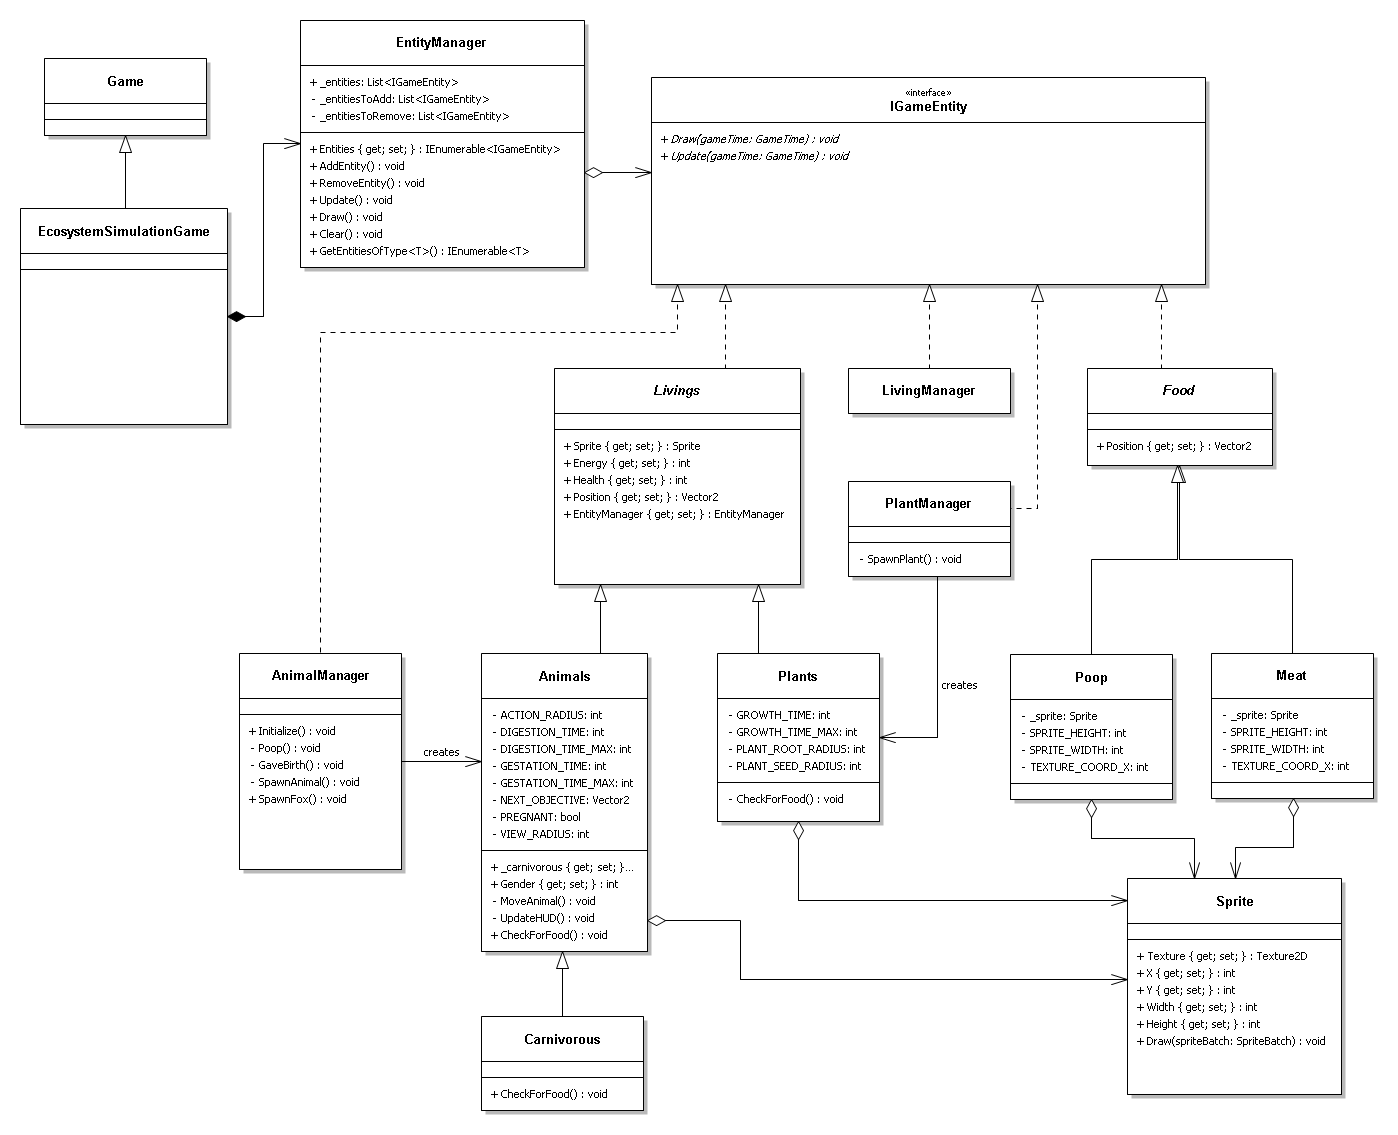 Game
EcosystemSimulationGame
EntityManager
+ _entities: List<IGameEntity>
- _entitiesToAdd: List<IGameEntity>
- _entitiesToRemove: List<IGameEntity>
+ Entities { get; set; } : IEnumerable<IGameEntity>
+ AddEntity() : void
+ RemoveEntity() : void
+ Update() : void
+ Draw() : void
+ Clear() : void
+ GetEntitiesOfType<T>() : IEnumerable<T>
«interface»
IGameEntity
+ Draw(gameTime: GameTime) : void
+ Update(gameTime: GameTime) : void
Livings
+ Sprite { get; set; } : Sprite
+ Energy { get; set; } : int
+ Health { get; set; } : int
+ Position { get; set; } : Vector2
+ EntityManager { get; set; } : EntityManager
LivingManager
Food
+ Position { get; set; } : Vector2
PlantManager
- SpawnPlant() : void
creates
AnimalManager
+ Initialize() : void
- Poop() : void
- GaveBirth() : void
- SpawnAnimal() : void
+ SpawnFox() : void
creates
Animals
- ACTION_RADIUS: int
- DIGESTION_TIME: int
- DIGESTION_TIME_MAX: int
- GESTATION_TIME: int
- GESTATION_TIME_MAX: int
- NEXT_OBJECTIVE: Vector2
- PREGNANT: bool
- VIEW_RADIUS: int
+ _carnivorous { get; set; }...
+ Gender { get; set; } : int
- MoveAnimal() : void
- UpdateHUD() : void
+ CheckForFood() : void
Plants
- GROWTH_TIME: int
- GROWTH_TIME_MAX: int
- PLANT_ROOT_RADIUS: int
- PLANT_SEED_RADIUS: int
- CheckForFood() : void
Poop
- _sprite: Sprite
- SPRITE_HEIGHT: int
- SPRITE_WIDTH: int
- TEXTURE_COORD_X: int
Meat
- _sprite: Sprite
- SPRITE_HEIGHT: int
- SPRITE_WIDTH: int
- TEXTURE_COORD_X: int
Sprite
+ Texture { get; set; } : Texture2D
+ X { get; set; } : int
+ Y { get; set; } : int
+ Width { get; set; } : int
+ Height { get; set; } : int
+ Draw(spriteBatch: SpriteBatch) : void
Carnivorous
+ CheckForFood() : void